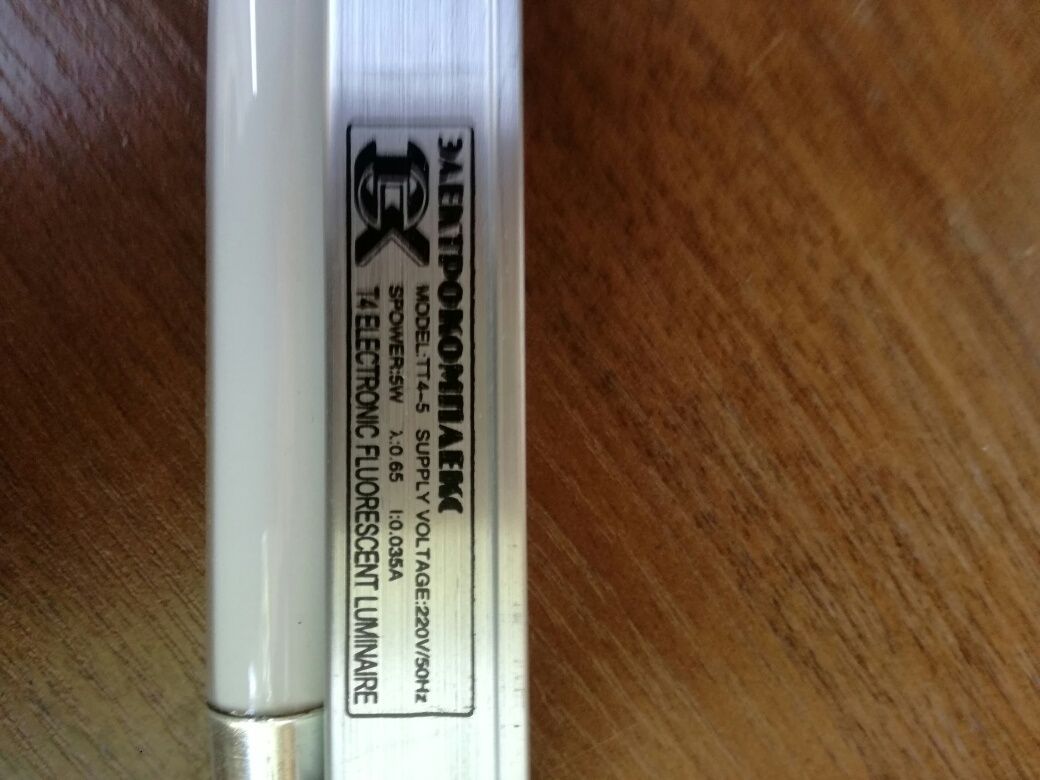 ЭЛЕКТРОКОМПЛЕКС
MODEL:TT4-5 SUPPLY VOLTAGE:220V/50Hz
SPOWER:5W λ:0.65 I:0.035A
T4 ELECTRONIC FLUORESCENT LUMINAIRE